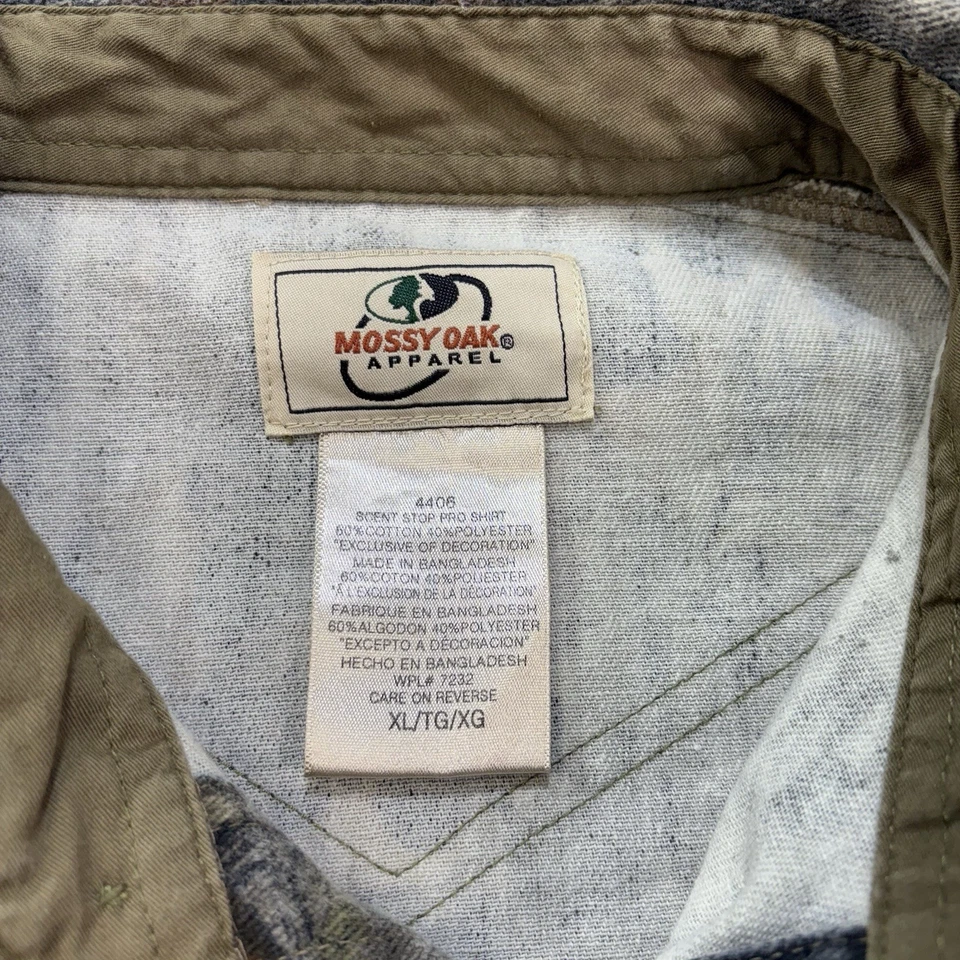 MOSSY OAK®
APPAREL
4406
SCENT STOP PRO SHIRT
60%COTTON 40%POLYESTER
"EXCLUSIVE OF DECORATION"
MADE IN BANGLADESH
60%COTON 40%POLIESTER
"A L'EXCLUSION DE LA DECORATION"
FABRIQUE EN BANGLADESH
60%ALGODON 40%POLYESTER
"EXCEPTO A DECORACION"
HECHO EN BANGLADESH
WPL# 7232
CARE ON REVERSE
XL/TG/XG